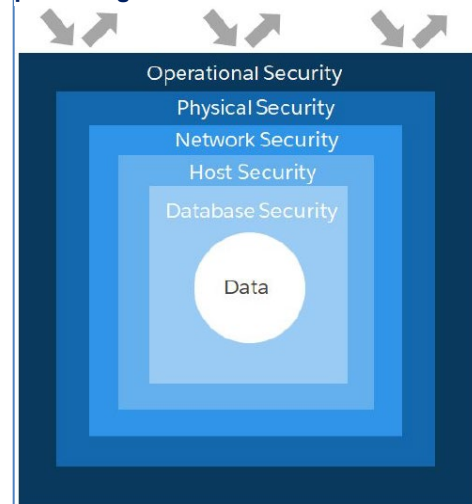 Operational Security
Physical Security
Network Security
Host Security
Database Security
Data